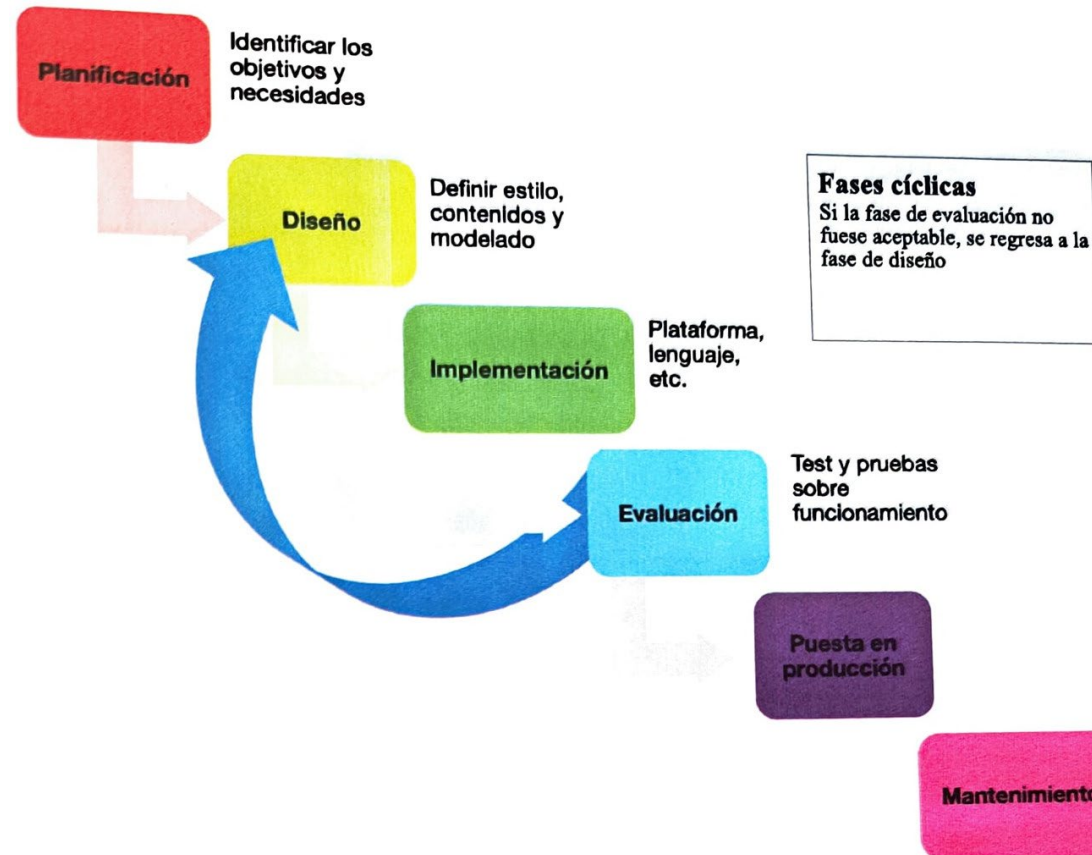 Planificación
Identificar los
objetivos y
necesidades
Diseño
Definir estilo,
contenidos y
modelado
Fases cíclicas
Si la fase de evaluación no
fuese aceptable, se regresa a la
fase de diseño
Implementación
Plataforma,
lenguaje,
etc.
Evaluación
Test y pruebas
sobre
funcionamiento
Puesta en
producción
Mantenimiento